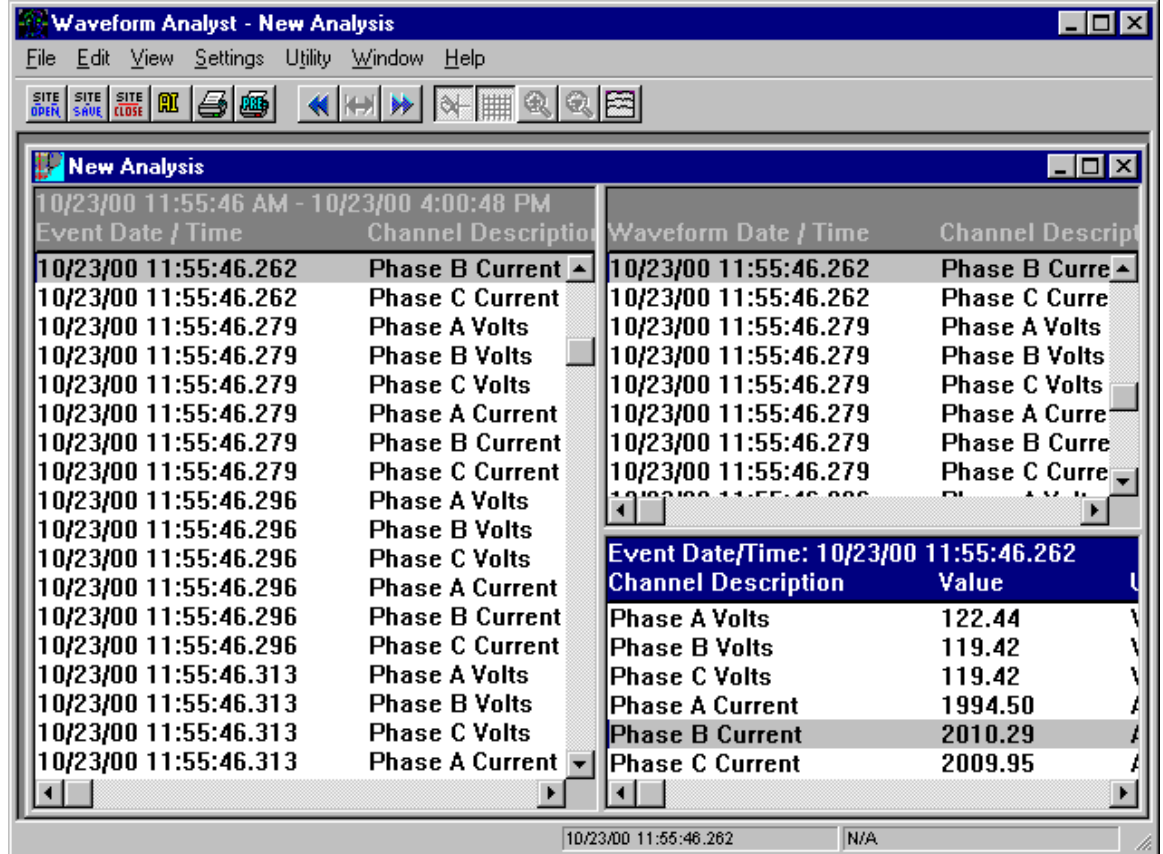 Waveform Analyst - New Analysis
File Edit View Settings Utility Window Help
SITE OPEN SITE SAVE SITE CLOSE AI PRE
New Analysis
10/23/00 11:55:46 AM - 10/23/00 4:00:48 PM
Event Date / Time Channel Description
10/23/00 11:55:46.262 Phase B Current
10/23/00 11:55:46.262 Phase C Current
10/23/00 11:55:46.279 Phase A Volts
10/23/00 11:55:46.279 Phase B Volts
10/23/00 11:55:46.279 Phase C Volts
10/23/00 11:55:46.279 Phase A Current
10/23/00 11:55:46.279 Phase B Current
10/23/00 11:55:46.279 Phase C Current
10/23/00 11:55:46.296 Phase A Volts
10/23/00 11:55:46.296 Phase B Volts
10/23/00 11:55:46.296 Phase C Volts
10/23/00 11:55:46.296 Phase A Current
10/23/00 11:55:46.296 Phase B Current
10/23/00 11:55:46.296 Phase C Current
10/23/00 11:55:46.313 Phase A Volts
10/23/00 11:55:46.313 Phase B Volts
10/23/00 11:55:46.313 Phase C Volts
10/23/00 11:55:46.313 Phase A Current
Waveform Date / Time Channel Descript
10/23/00 11:55:46.262 Phase B Curre
10/23/00 11:55:46.262 Phase C Curre
10/23/00 11:55:46.279 Phase A Volts
10/23/00 11:55:46.279 Phase B Volts
10/23/00 11:55:46.279 Phase C Volts
10/23/00 11:55:46.279 Phase A Curre
10/23/00 11:55:46.279 Phase B Curre
10/23/00 11:55:46.279 Phase C Curre
Event Date/Time: 10/23/00 11:55:46.262
Channel Description Value
Phase A Volts 122.44
Phase B Volts 119.42
Phase C Volts 119.42
Phase A Current 1994.50
Phase B Current 2010.29
Phase C Current 2009.95
10/23/00 11:55:46.262 N/A